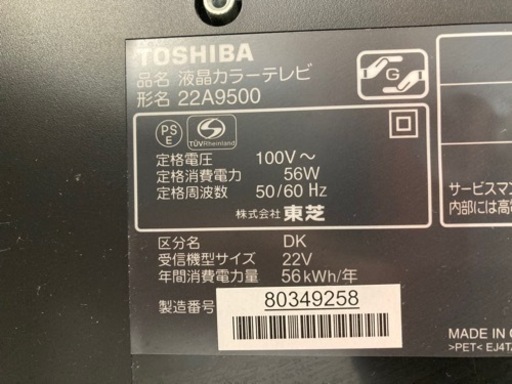 TOSHIBA
品名 液晶カラーテレビ
形名 22A9500
G
PS
E
TÜVRheinland
定格電圧 100V～
定格消費電力 56W
定格周波数 50/60 Hz
株式会社 東芝
区分名 DK
受信機型サイズ 22V
年間消費電力量 56kWh/年
製造番号 80349258
サービスマン
内部には高電
MADE IN C
>PET< EJ4T